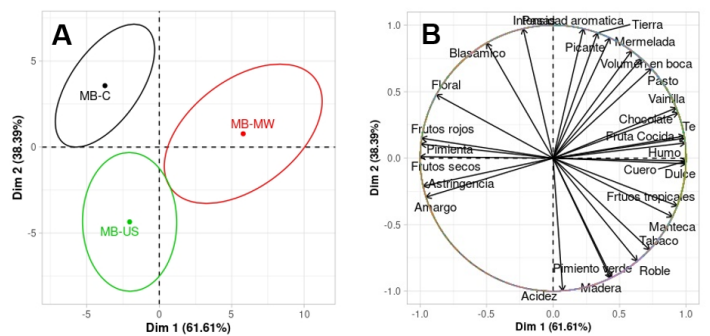 A
MB-C
MB-MW
MB-US
Dim 2 (38.39%)
5
0
-5
-5
0
5
10
Dim 1 (61.61%)
B
Intensidad aromatica
Tierra
Picante
Mermelada
Blasamico
Volumen en boca
Pasto
Floral
Vainilla
Chocolate
Te
Frutos rojos
Fruta Cocida
Pimienta
Humo
Frutos secos
Cuero
Dulce
Astringencia
Frtuos tropicales
Amargo
Manteca
Tabaco
Pimiento verde
Roble
Acidez
Madera
Dim 2 (38.39%)
1.0
0.5
0.0
-0.5
-1.0
-1.0
-0.5
0.0
0.5
1.0
Dim 1 (61.61%)